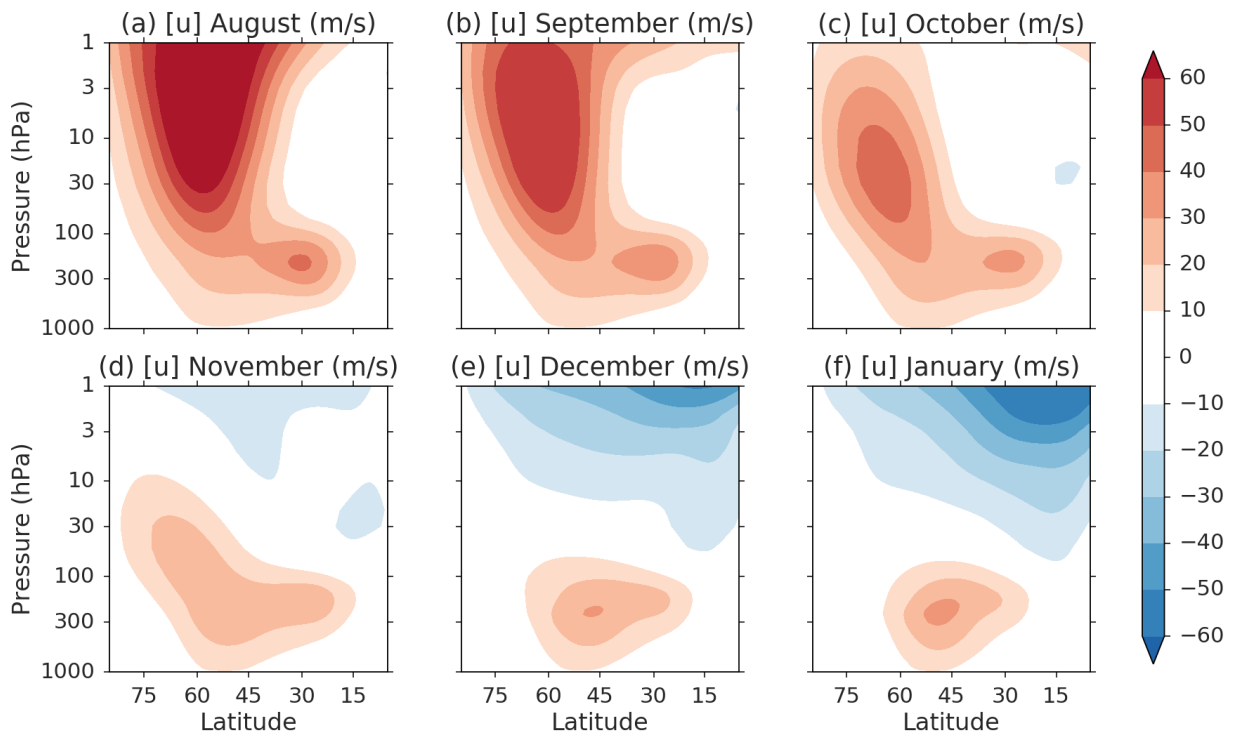 (a) [u] August (m/s)
(b) [u] September (m/s)
(c) [u] October (m/s)
Pressure (hPa)
1
3
10
30
100
300
1000
(d) [u] November (m/s)
(e) [u] December (m/s)
(f) [u] January (m/s)
Pressure (hPa)
1
3
10
30
100
300
1000
75 60 45 30 15
75 60 45 30 15
75 60 45 30 15
Latitude
Latitude
Latitude
60
50
40
30
20
10
0
−10
−20
−30
−40
−50
−60